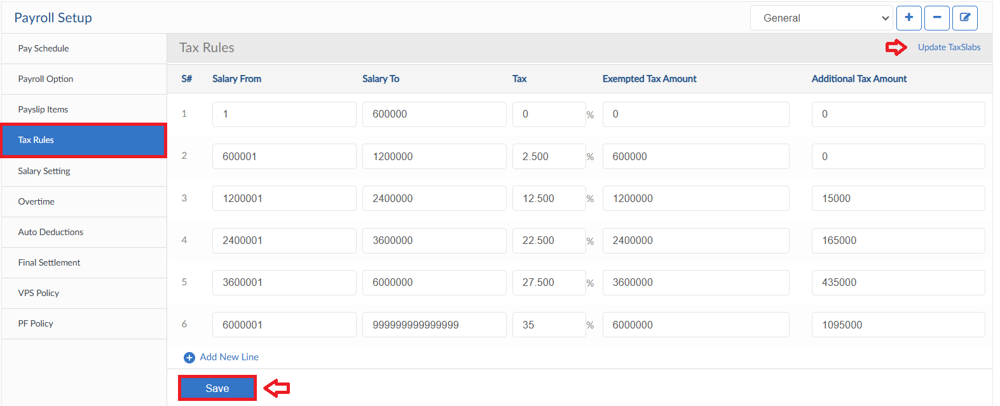 Payroll Setup
General
Pay Schedule
Payroll Option
Payslip Items
Tax Rules
Salary Setting
Overtime
Auto Deductions
Final Settlement
VPS Policy
PF Policy
Tax Rules
Update TaxSlabs
S# Salary From Salary To Tax Exempted Tax Amount Additional Tax Amount
1 1 600000 0 % 0 0
2 600001 1200000 2.500 % 600000 0
3 1200001 2400000 12.500 % 1200000 15000
4 2400001 3600000 22.500 % 2400000 165000
5 3600001 6000000 27.500 % 3600000 435000
6 6000001 999999999999999 35 % 6000000 1095000
Add New Line
Save